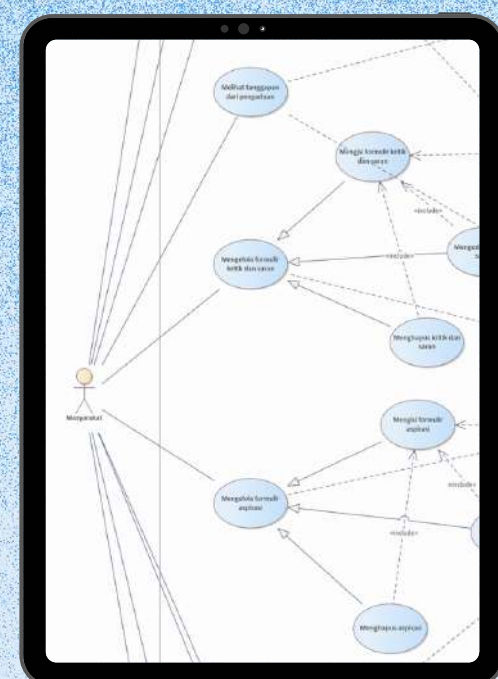 Melihat tanggapan
dari pengaduan
Mengisi formulir kritik
dan saran
«include»
Mengelola formulir
kritik dan saran
«include»
Menghapus kritik dan
saran
Masyarakat
Mengisi formulir
aspirasi
«include»
Mengelola formulir
aspirasi
«include»
Menghapus aspirasi